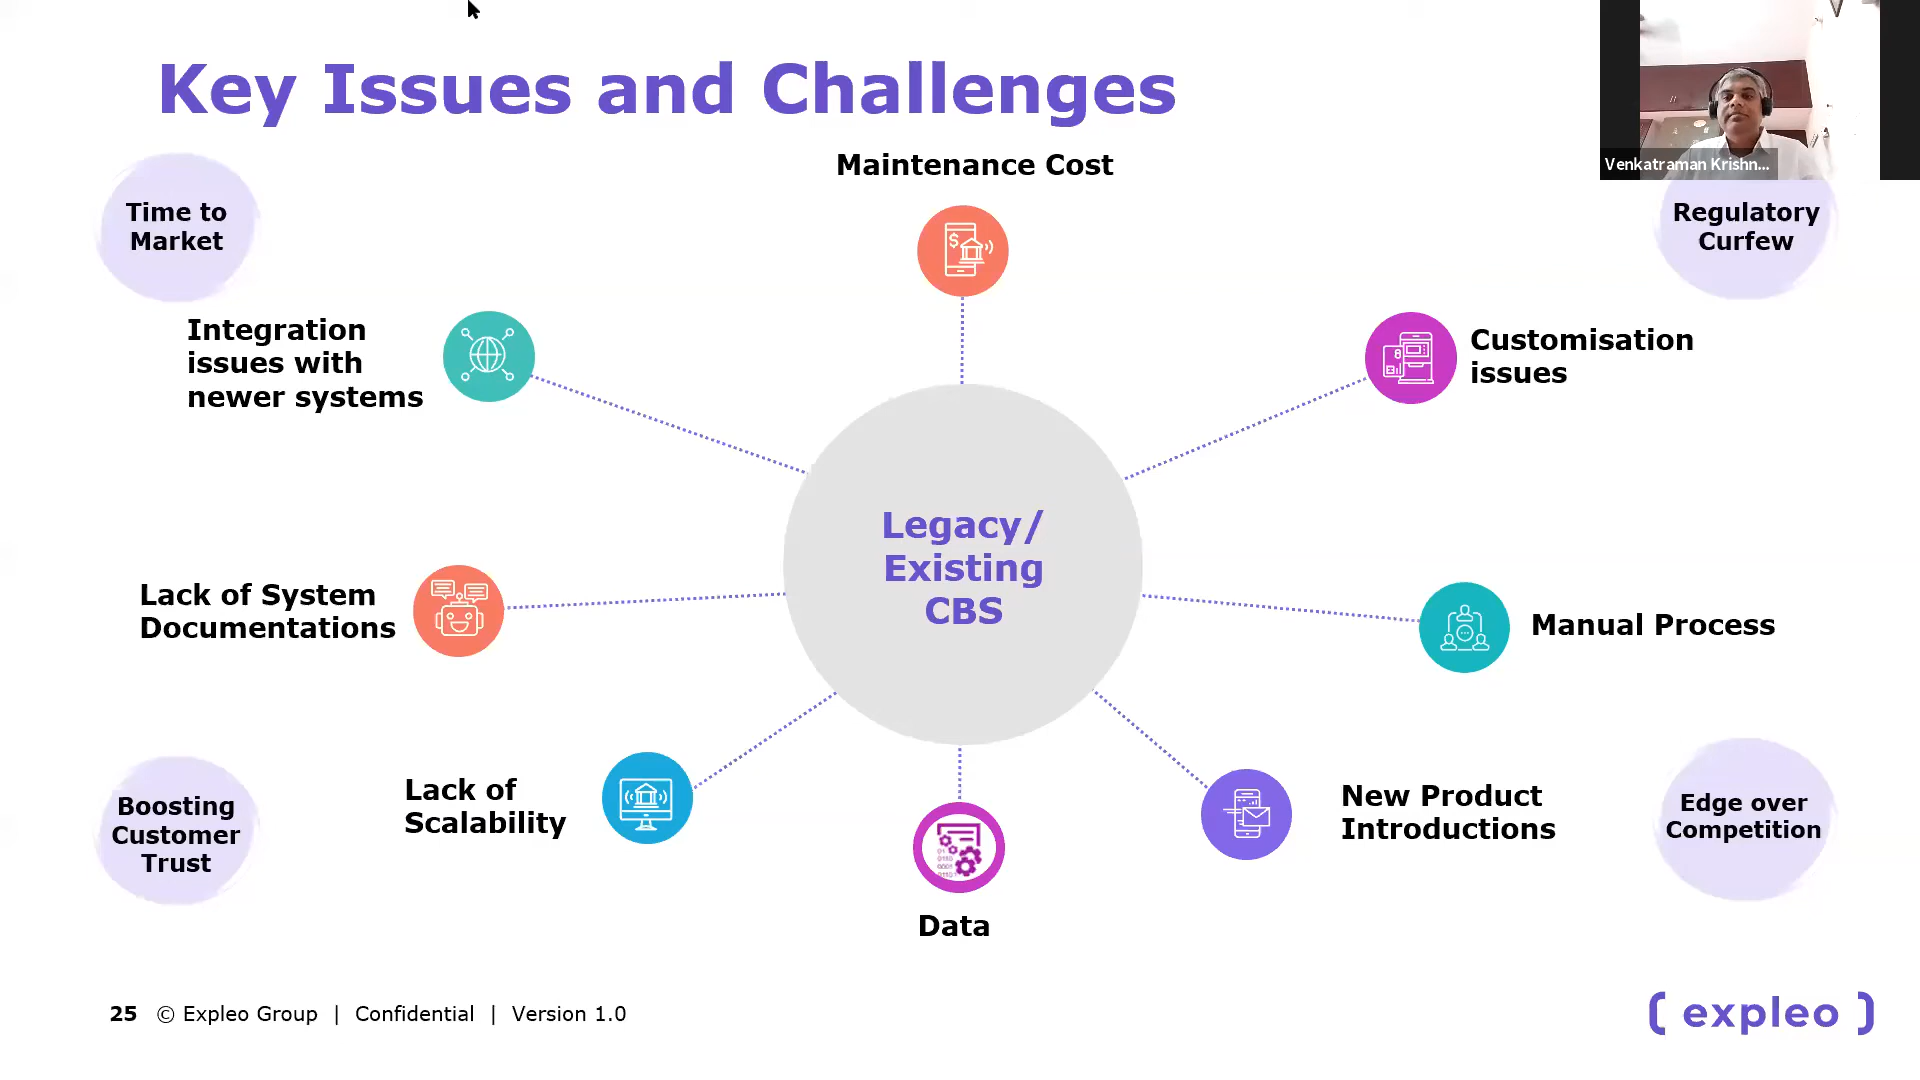 Key Issues and Challenges
Venkatraman Krishn...
Maintenance Cost
Time to
Market
Regulatory
Curfew
Integration
issues with
newer systems
Customisation
issues
Legacy/
Existing
CBS
Lack of System
Documentations
Manual Process
Lack of
Scalability
New Product
Introductions
Boosting
Customer
Trust
Edge over
Competition
Data
25 © Expleo Group | Confidential | Version 1.0
( expleo )